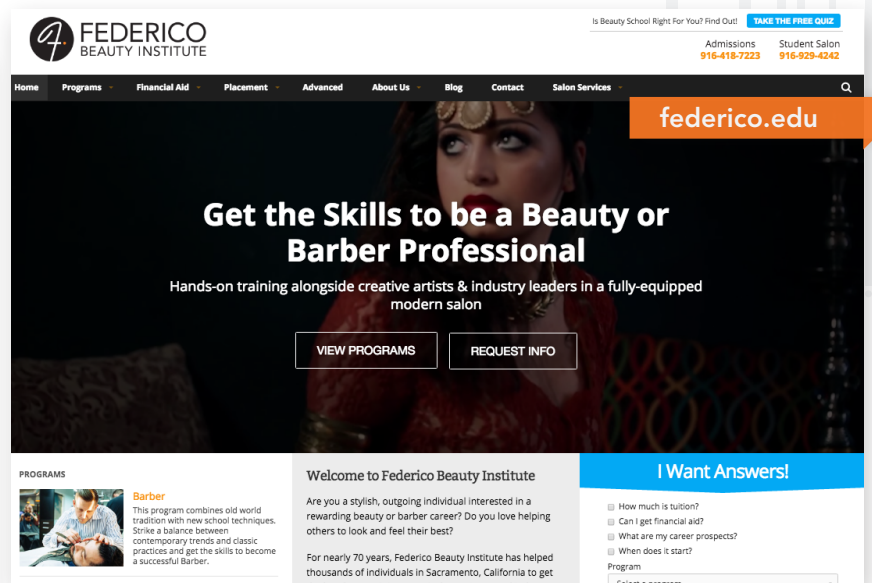 FEDERICO
BEAUTY INSTITUTE
Is Beauty School Right For You? Find Out!
TAKE THE FREE QUIZ
Admissions
916-418-7223
Student Salon
916-929-4242
Home
Programs
Financial Aid
Placement
Advanced
About Us
Blog
Contact
Salon Services
federico.edu
Get the Skills to be a Beauty or
Barber Professional
Hands-on training alongside creative artists & industry leaders in a fully-equipped
modern salon
VIEW PROGRAMS
REQUEST INFO
PROGRAMS
Barber
This program combines old world
tradition with new school techniques.
Strike a balance between
contemporary trends and classic
practices and get the skills to become
a successful Barber.
Welcome to Federico Beauty Institute
Are you a stylish, outgoing individual interested in a
rewarding beauty or barber career? Do you love helping
others to look and feel their best?
For nearly 70 years, Federico Beauty Institute has helped
thousands of individuals in Sacramento, California to get
I Want Answers!
How much is tuition?
Can I get financial aid?
What are my career prospects?
When does it start?
Program
Select a program